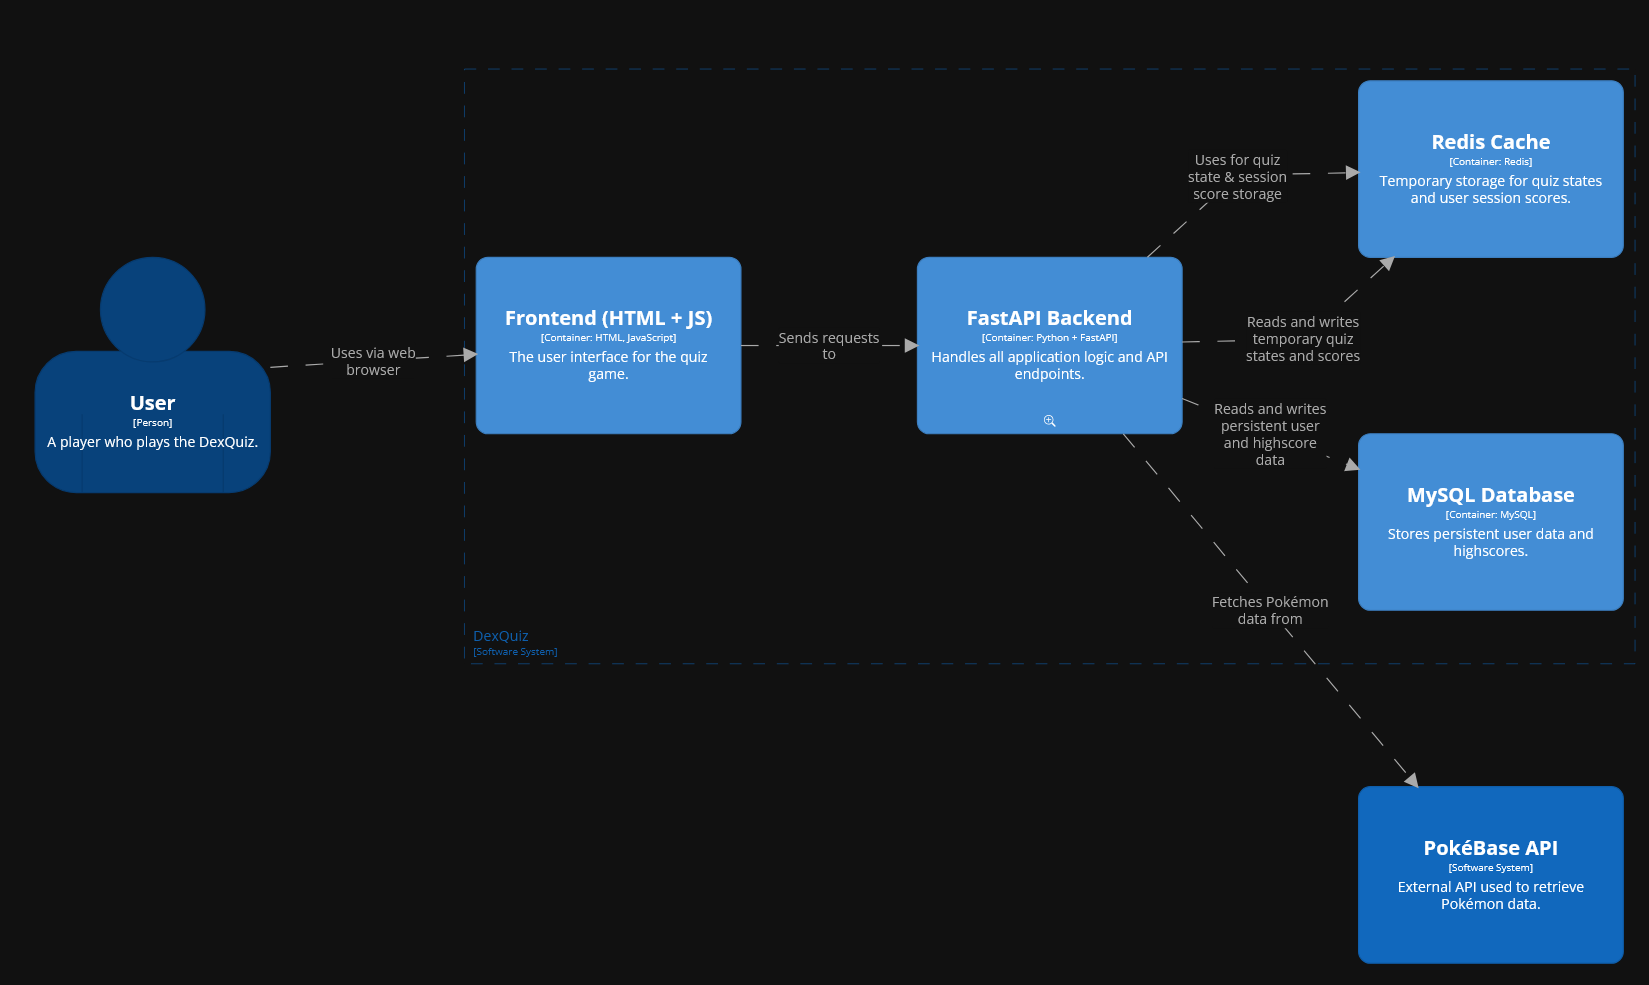 User
[Person]
A player who plays the DexQuiz.
Uses via web
browser
Frontend (HTML + JS)
[Container: HTML, JavaScript]
The user interface for the quiz
game.
Sends requests
to
FastAPI Backend
[Container: Python + FastAPI]
Handles all application logic and API
endpoints.
Uses for quiz
state & session
score storage
Redis Cache
[Container: Redis]
Temporary storage for quiz states
and user session scores.
Reads and writes
temporary quiz
states and scores
Reads and writes
persistent user
and highscore
data
MySQL Database
[Container: MySQL]
Stores persistent user data and
highscores.
Fetches Pokémon
data from
DexQuiz
[Software System]
PokéBase API
[Software System]
External API used to retrieve
Pokémon data.